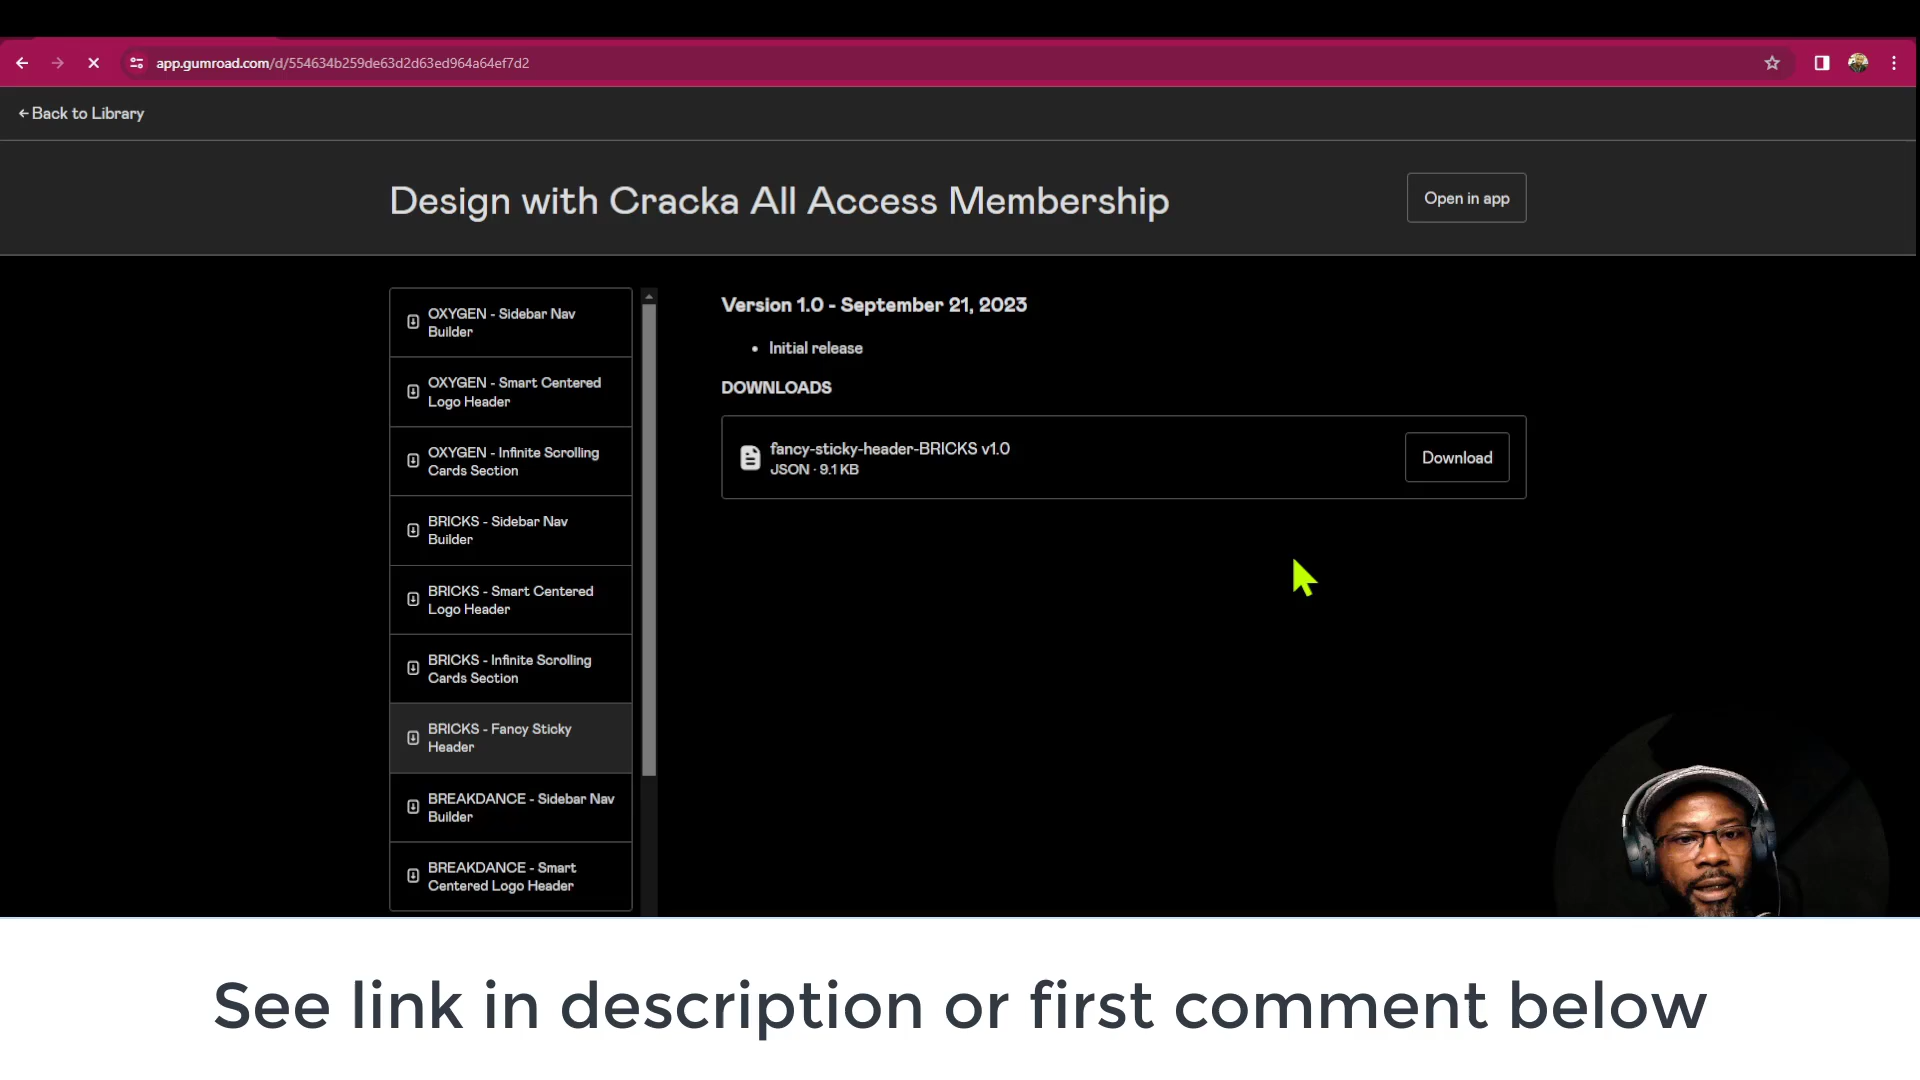 app.gumroad.com/d/554634b259de63d2d63ed964a64ef7d2
←Back to Library
Design with Cracka All Access Membership
Open in app
OXYGEN - Sidebar Nav
Builder
OXYGEN - Smart Centered
Logo Header
OXYGEN - Infinite Scrolling
Cards Section
BRICKS - Sidebar Nav
Builder
BRICKS - Smart Centered
Logo Header
BRICKS - Infinite Scrolling
Cards Section
BRICKS - Fancy Sticky
Header
BREAKDANCE - Sidebar Nav
Builder
BREAKDANCE - Smart
Centered Logo Header
Version 1.0 - September 21, 2023
• Initial release
DOWNLOADS
fancy-sticky-header-BRICKS v1.0
JSON · 9.1 KB
Download
See link in description or first comment below